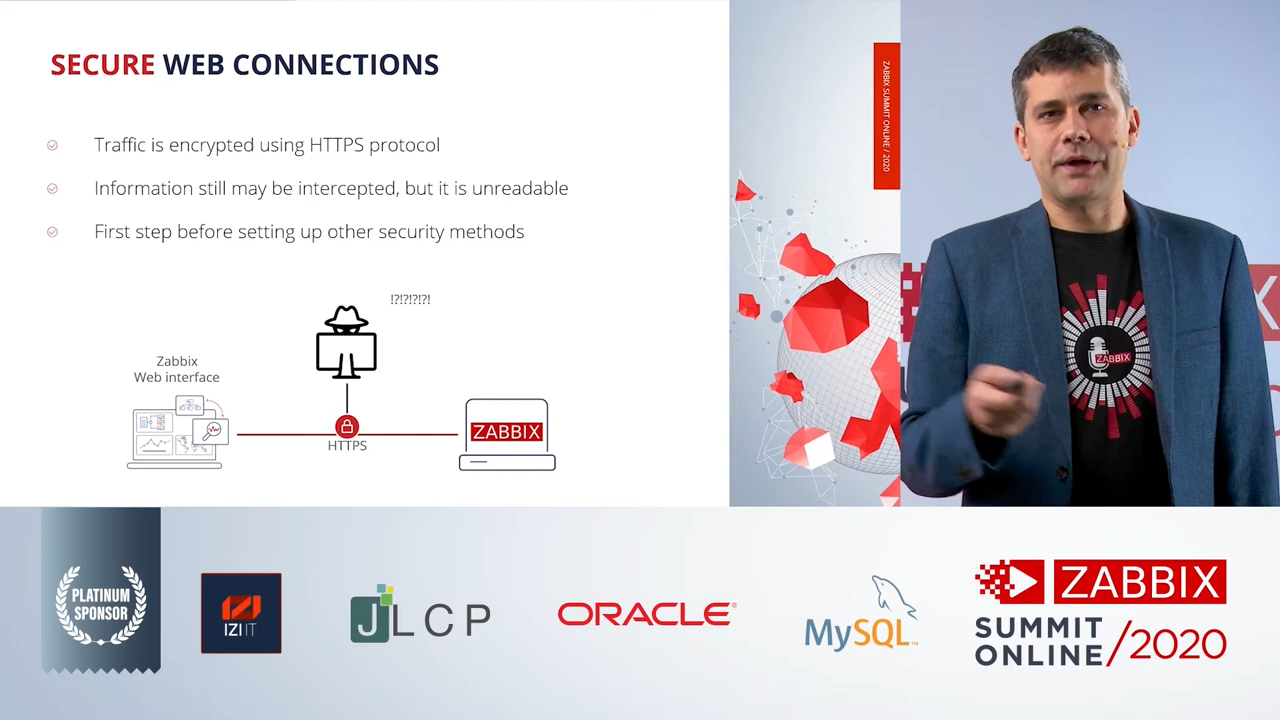 SECURE WEB CONNECTIONS
Traffic is encrypted using HTTPS protocol
Information still may be intercepted, but it is unreadable
First step before setting up other security methods
!?!?!?!?!
Zabbix
Web interface
HTTPS
ZABBIX
ZABBIX SUMMIT ONLINE / 2020
ZABBIX
PLATINUM
SPONSOR
IZI IT
JLCP
ORACLE
MySQL
ZABBIX
SUMMIT
ONLINE/2020